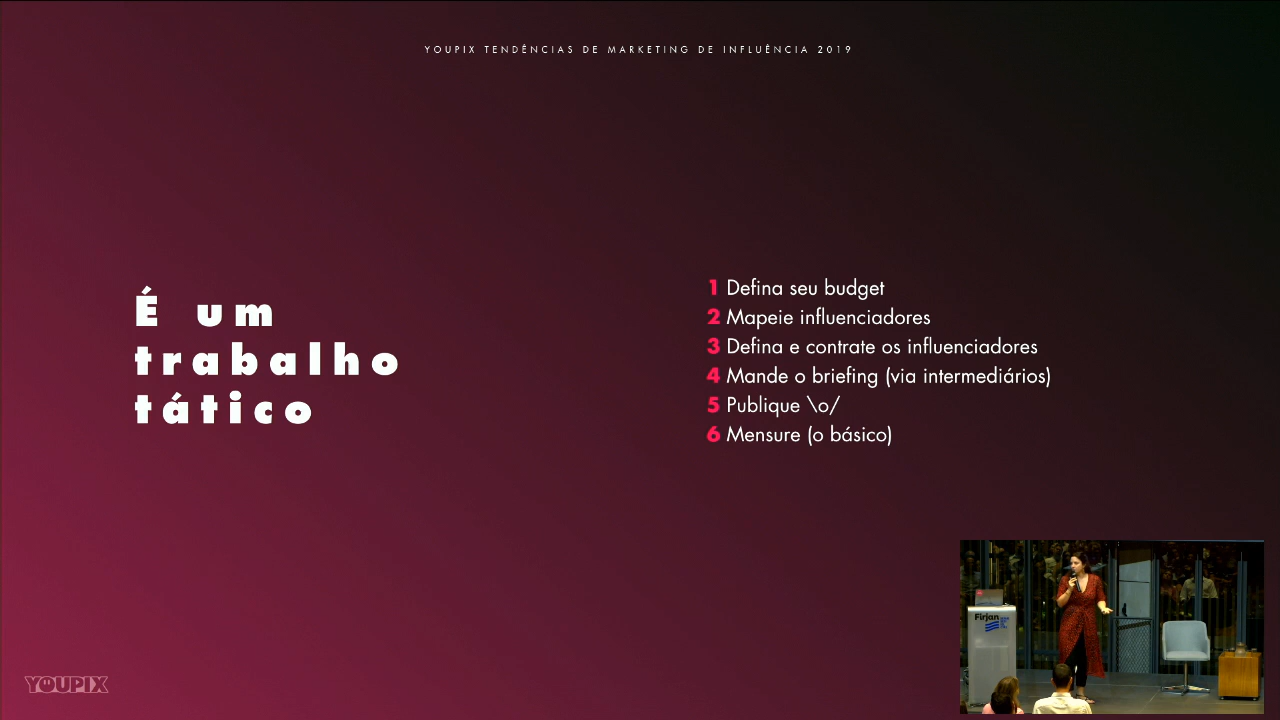 YOUPIX TENDÊNCIAS DE MARKETING DE INFLUÊNCIA 2019
É um
trabalho
tático
1 Defina seu budget
2 Mapeie influenciadores
3 Defina e contrate os influenciadores
4 Mande o briefing (via intermediários)
5 Publique \o/
6 Mensure (o básico)
Firjan
YOUPIX